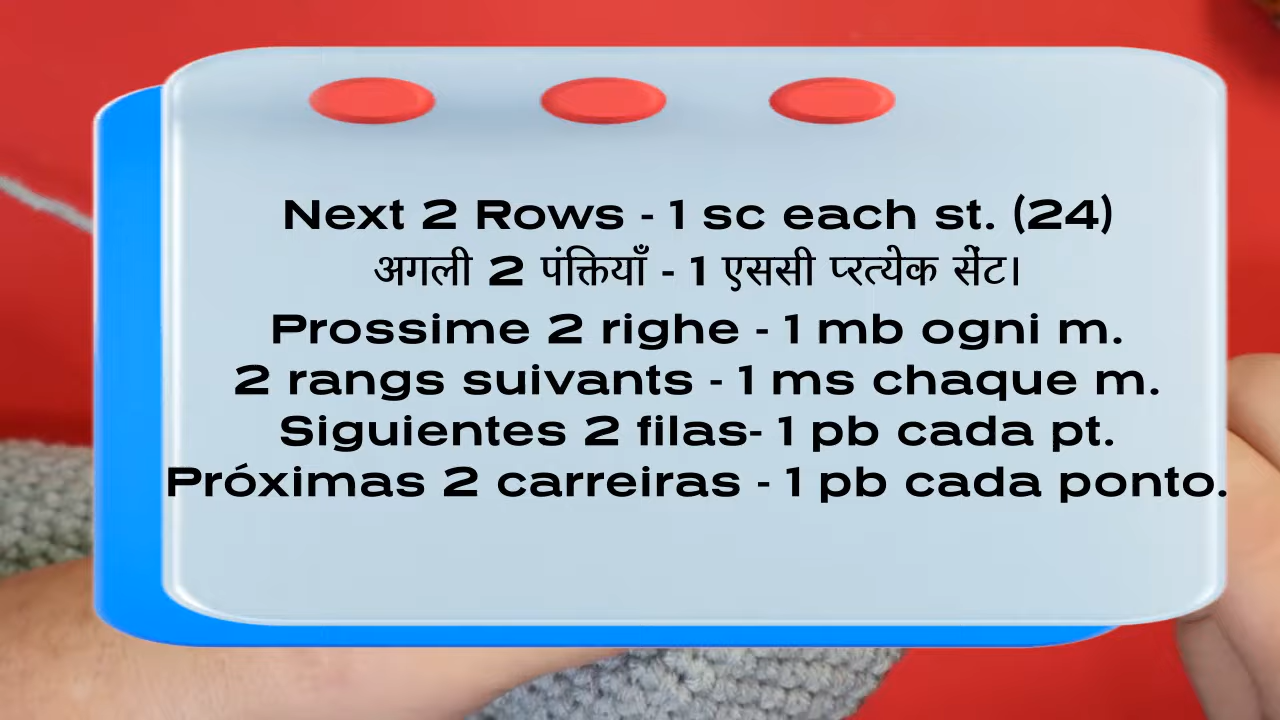 Next 2 Rows - 1 sc each st. (24)
अगली 2 पंक्तियाँ - 1 एससी प्रत्येक सेंट।
Prossime 2 righe - 1 mb ogni m.
2 rangs suivants - 1 ms chaque m.
Siguientes 2 filas- 1 pb cada pt.
Próximas 2 carreiras - 1 pb cada ponto.